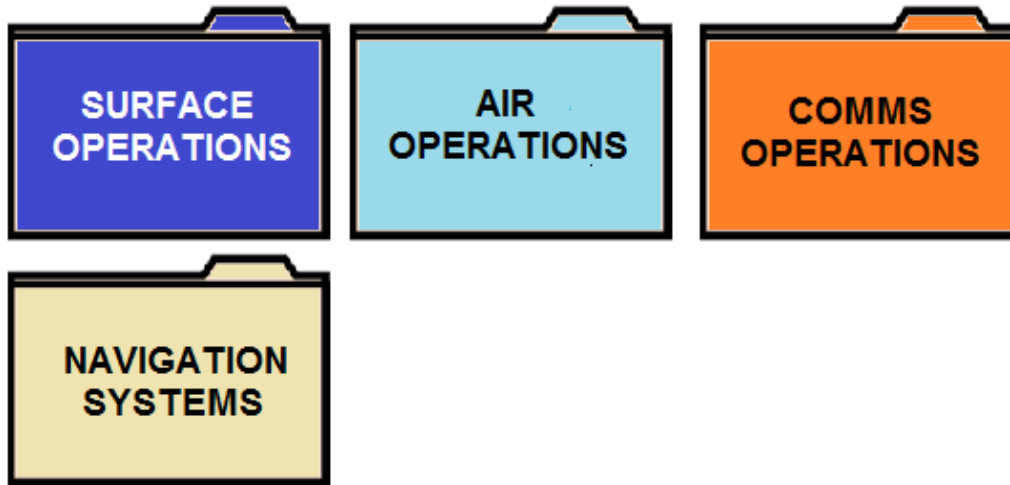 SURFACE
OPERATIONS
AIR
OPERATIONS
COMMS
OPERATIONS
NAVIGATION
SYSTEMS